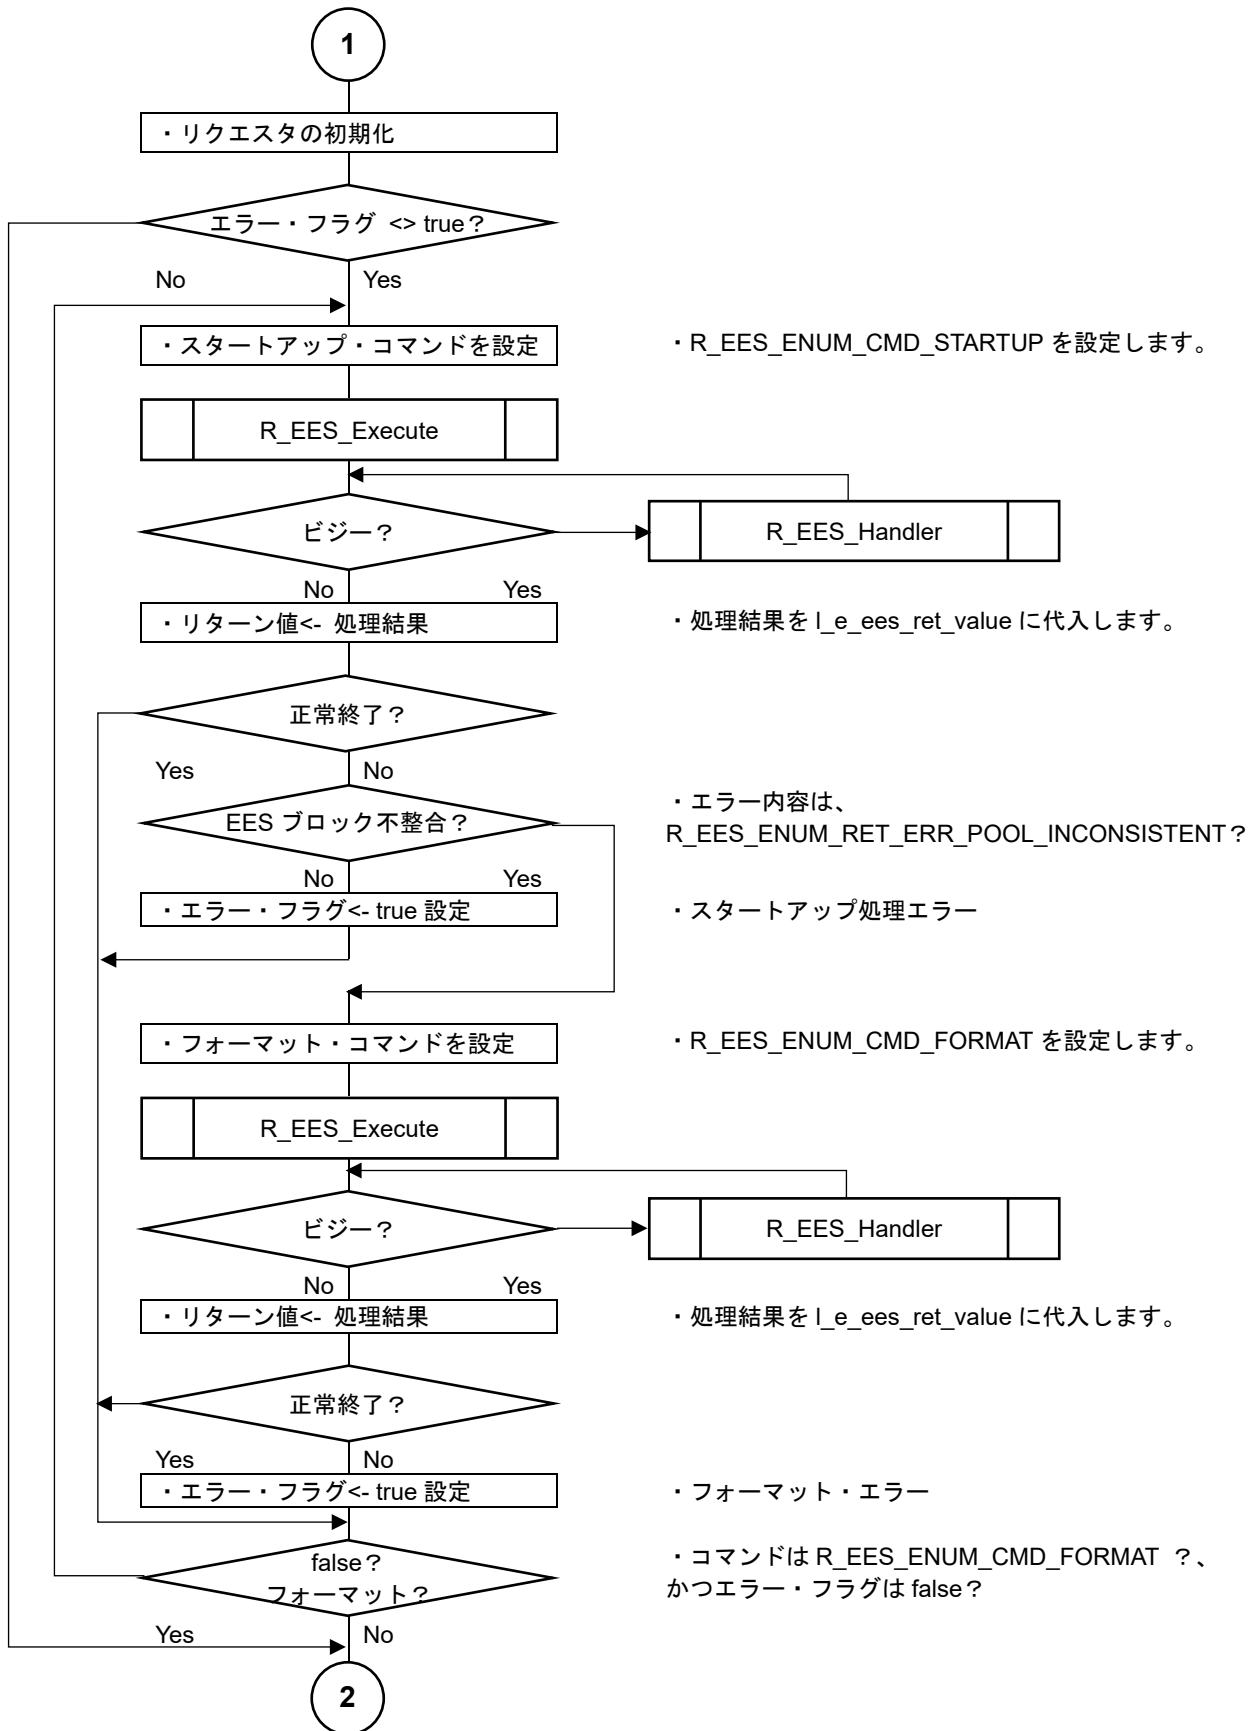 1
・リクエスタの初期化
エラー・フラグ <> true？
No
Yes
・スタートアップ・コマンドを設定
・R_EES_ENUM_CMD_STARTUP を設定します。
R_EES_Execute
ビジー？
R_EES_Handler
No
Yes
・リターン値<- 処理結果
・処理結果を l_e_ees_ret_value に代入します。
正常終了？
Yes
No
EES ブロック不整合？
・エラー内容は、
R_EES_ENUM_RET_ERR_POOL_INCONSISTENT？
No
Yes
・エラー・フラグ<- true 設定
・スタートアップ処理エラー
・フォーマット・コマンドを設定
・R_EES_ENUM_CMD_FORMAT を設定します。
R_EES_Execute
ビジー？
R_EES_Handler
No
Yes
・リターン値<- 処理結果
・処理結果を l_e_ees_ret_value に代入します。
正常終了？
Yes
No
・エラー・フラグ<- true 設定
・フォーマット・エラー
false？
フォーマット？
・コマンドは R_EES_ENUM_CMD_FORMAT ？、
かつエラー・フラグは false？
Yes
No
2